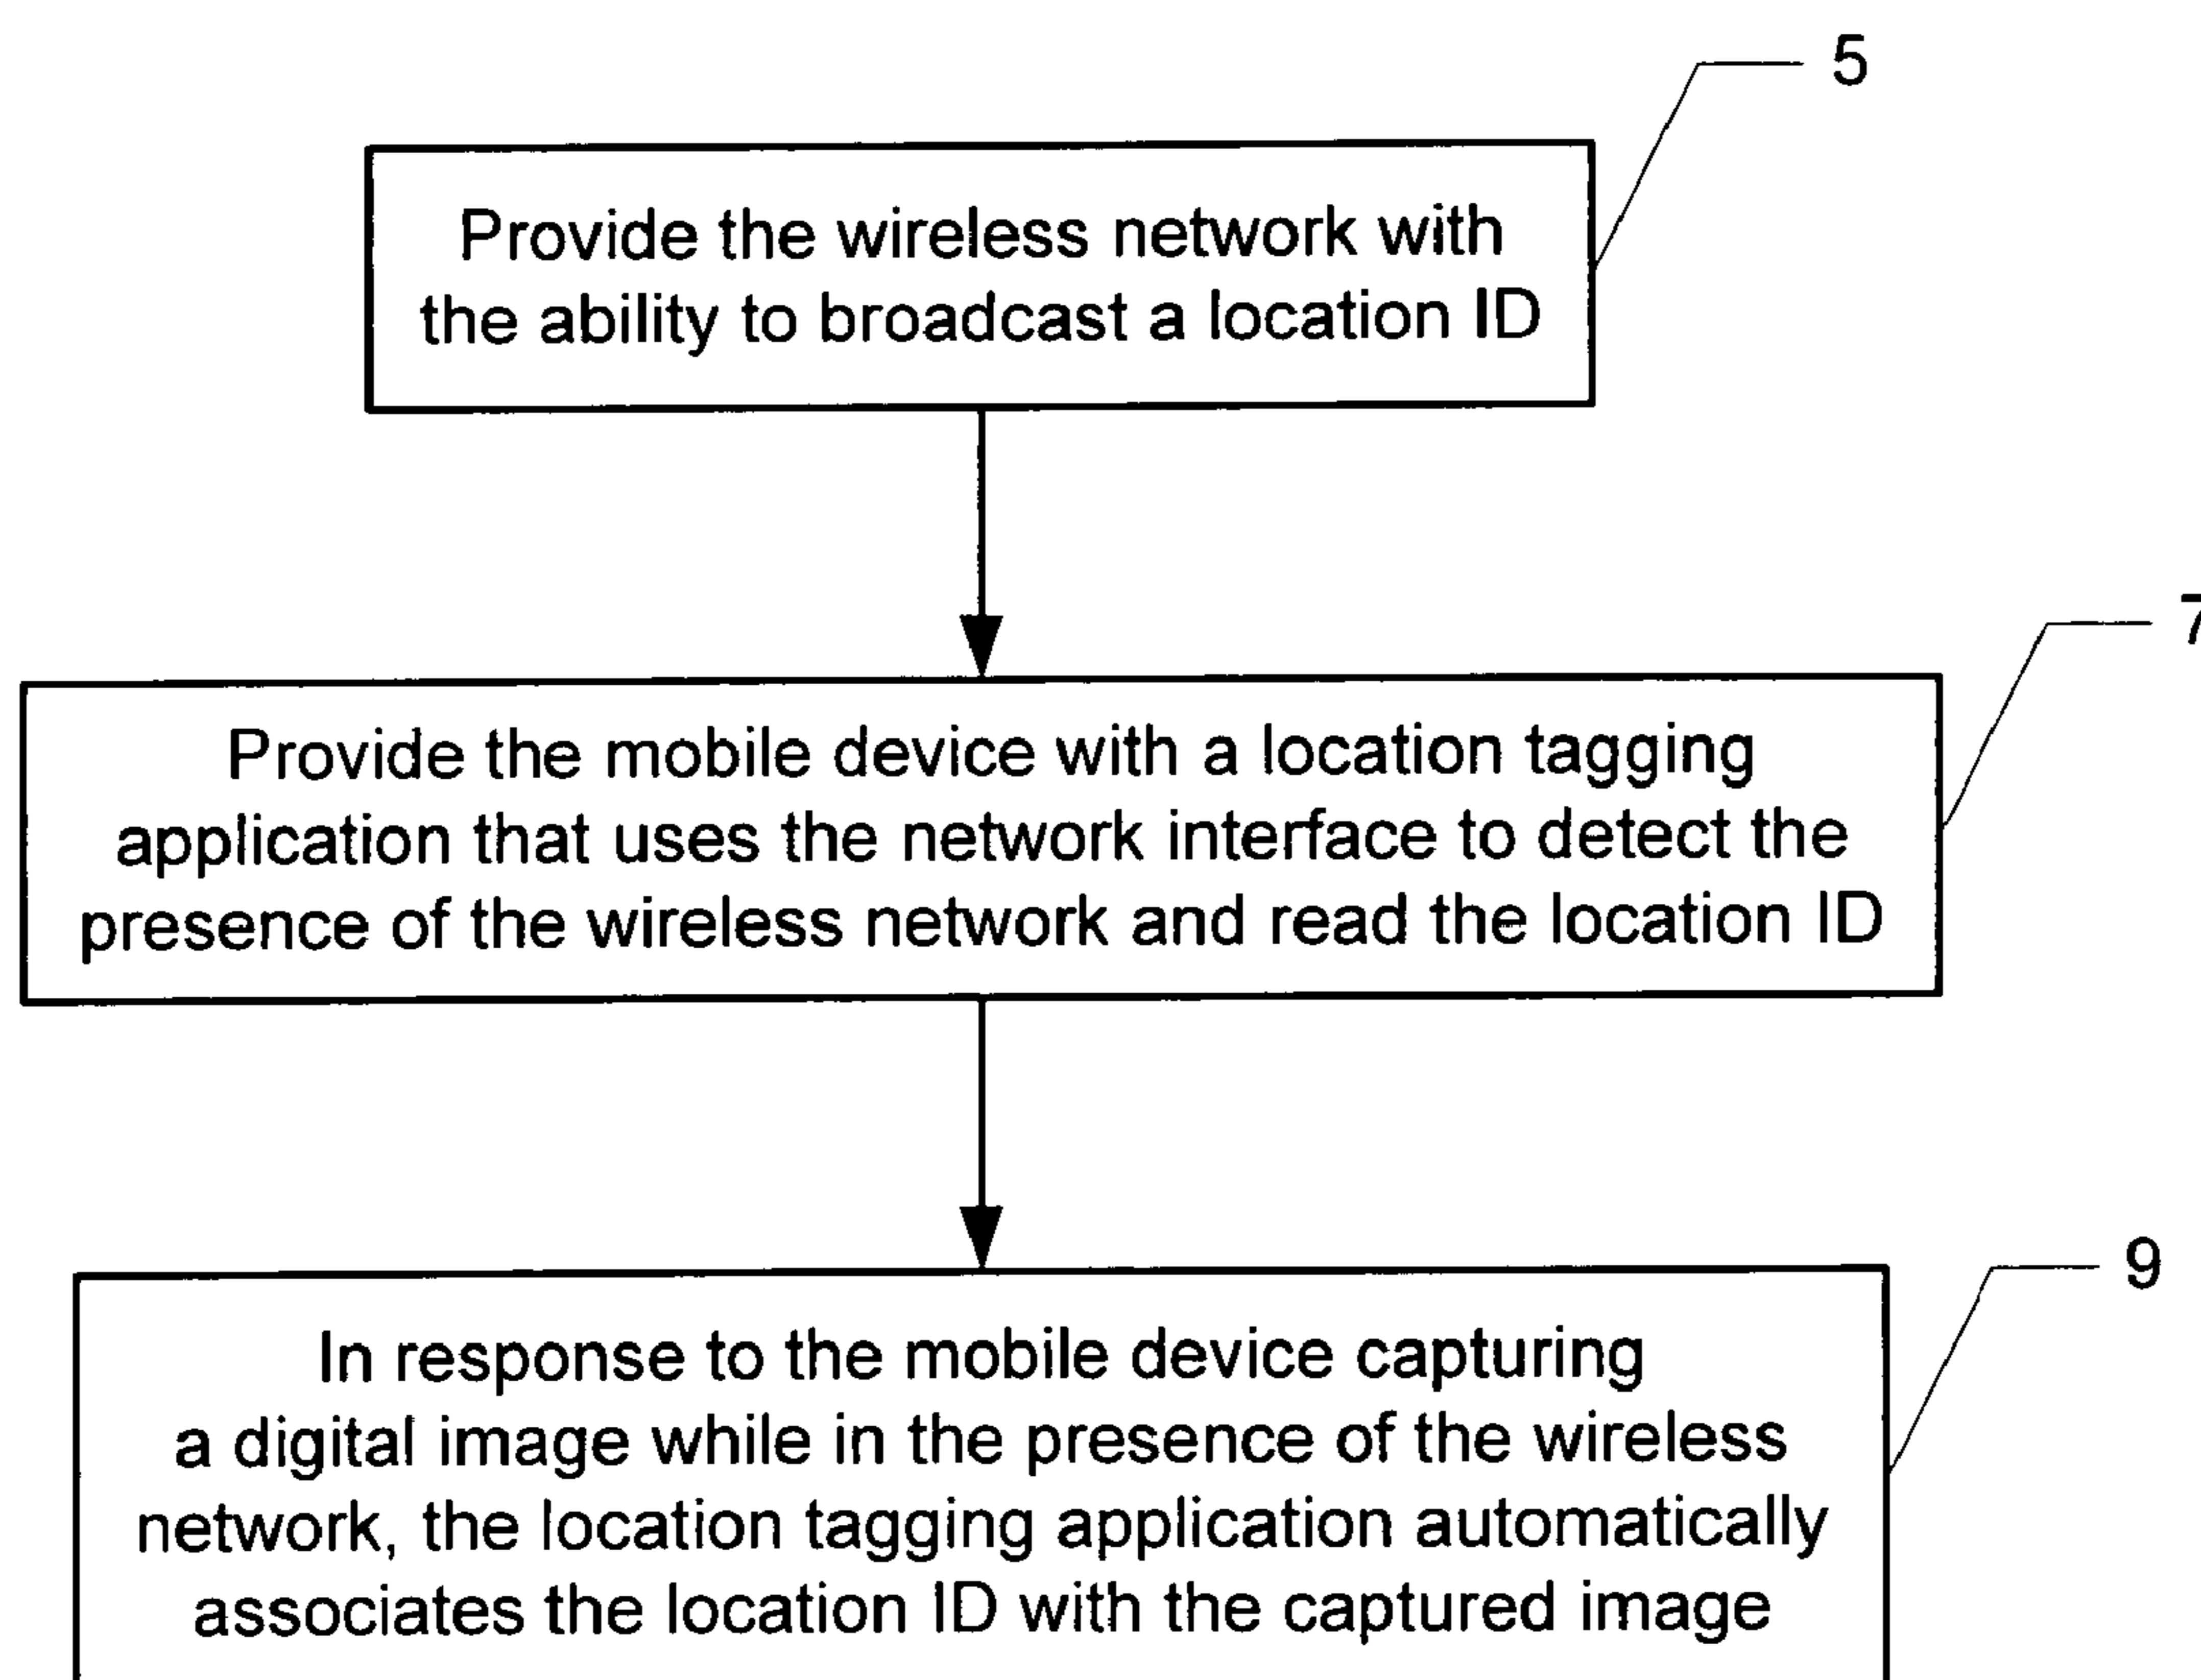 5
Provide the wireless network with
the ability to broadcast a location ID
7
Provide the mobile device with a location tagging
application that uses the network interface to detect the
presence of the wireless network and read the location ID
9
In response to the mobile device capturing
a digital image while in the presence of the wireless
network, the location tagging application automatically
associates the location ID with the captured image